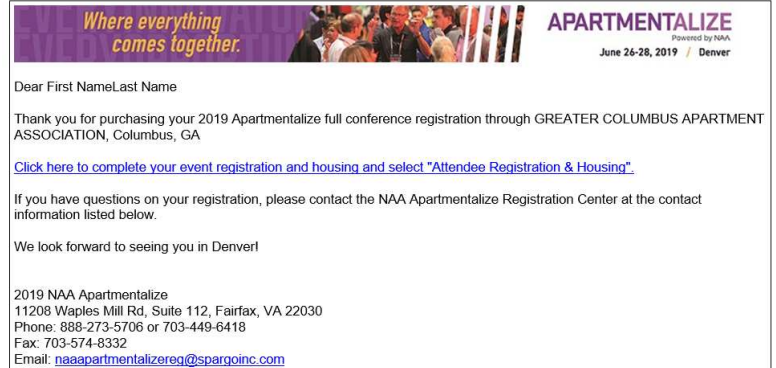 Where everything
comes together.
APARTMENTALIZE
Powered by NAA
June 26-28, 2019 / Denver
Dear First NameLast Name
Thank you for purchasing your 2019 Apartmentalize full conference registration through GREATER COLUMBUS APARTMENT
ASSOCIATION, Columbus, GA
Click here to complete your event registration and housing and select "Attendee Registration & Housing".
If you have questions on your registration, please contact the NAA Apartmentalize Registration Center at the contact
information listed below.
We look forward to seeing you in Denver!
2019 NAA Apartmentalize
11208 Waples Mill Rd, Suite 112, Fairfax, VA 22030
Phone: 888-273-5706 or 703-449-6418
Fax: 703-574-8332
Email: naaapartmentalizereg@spargoinc.com